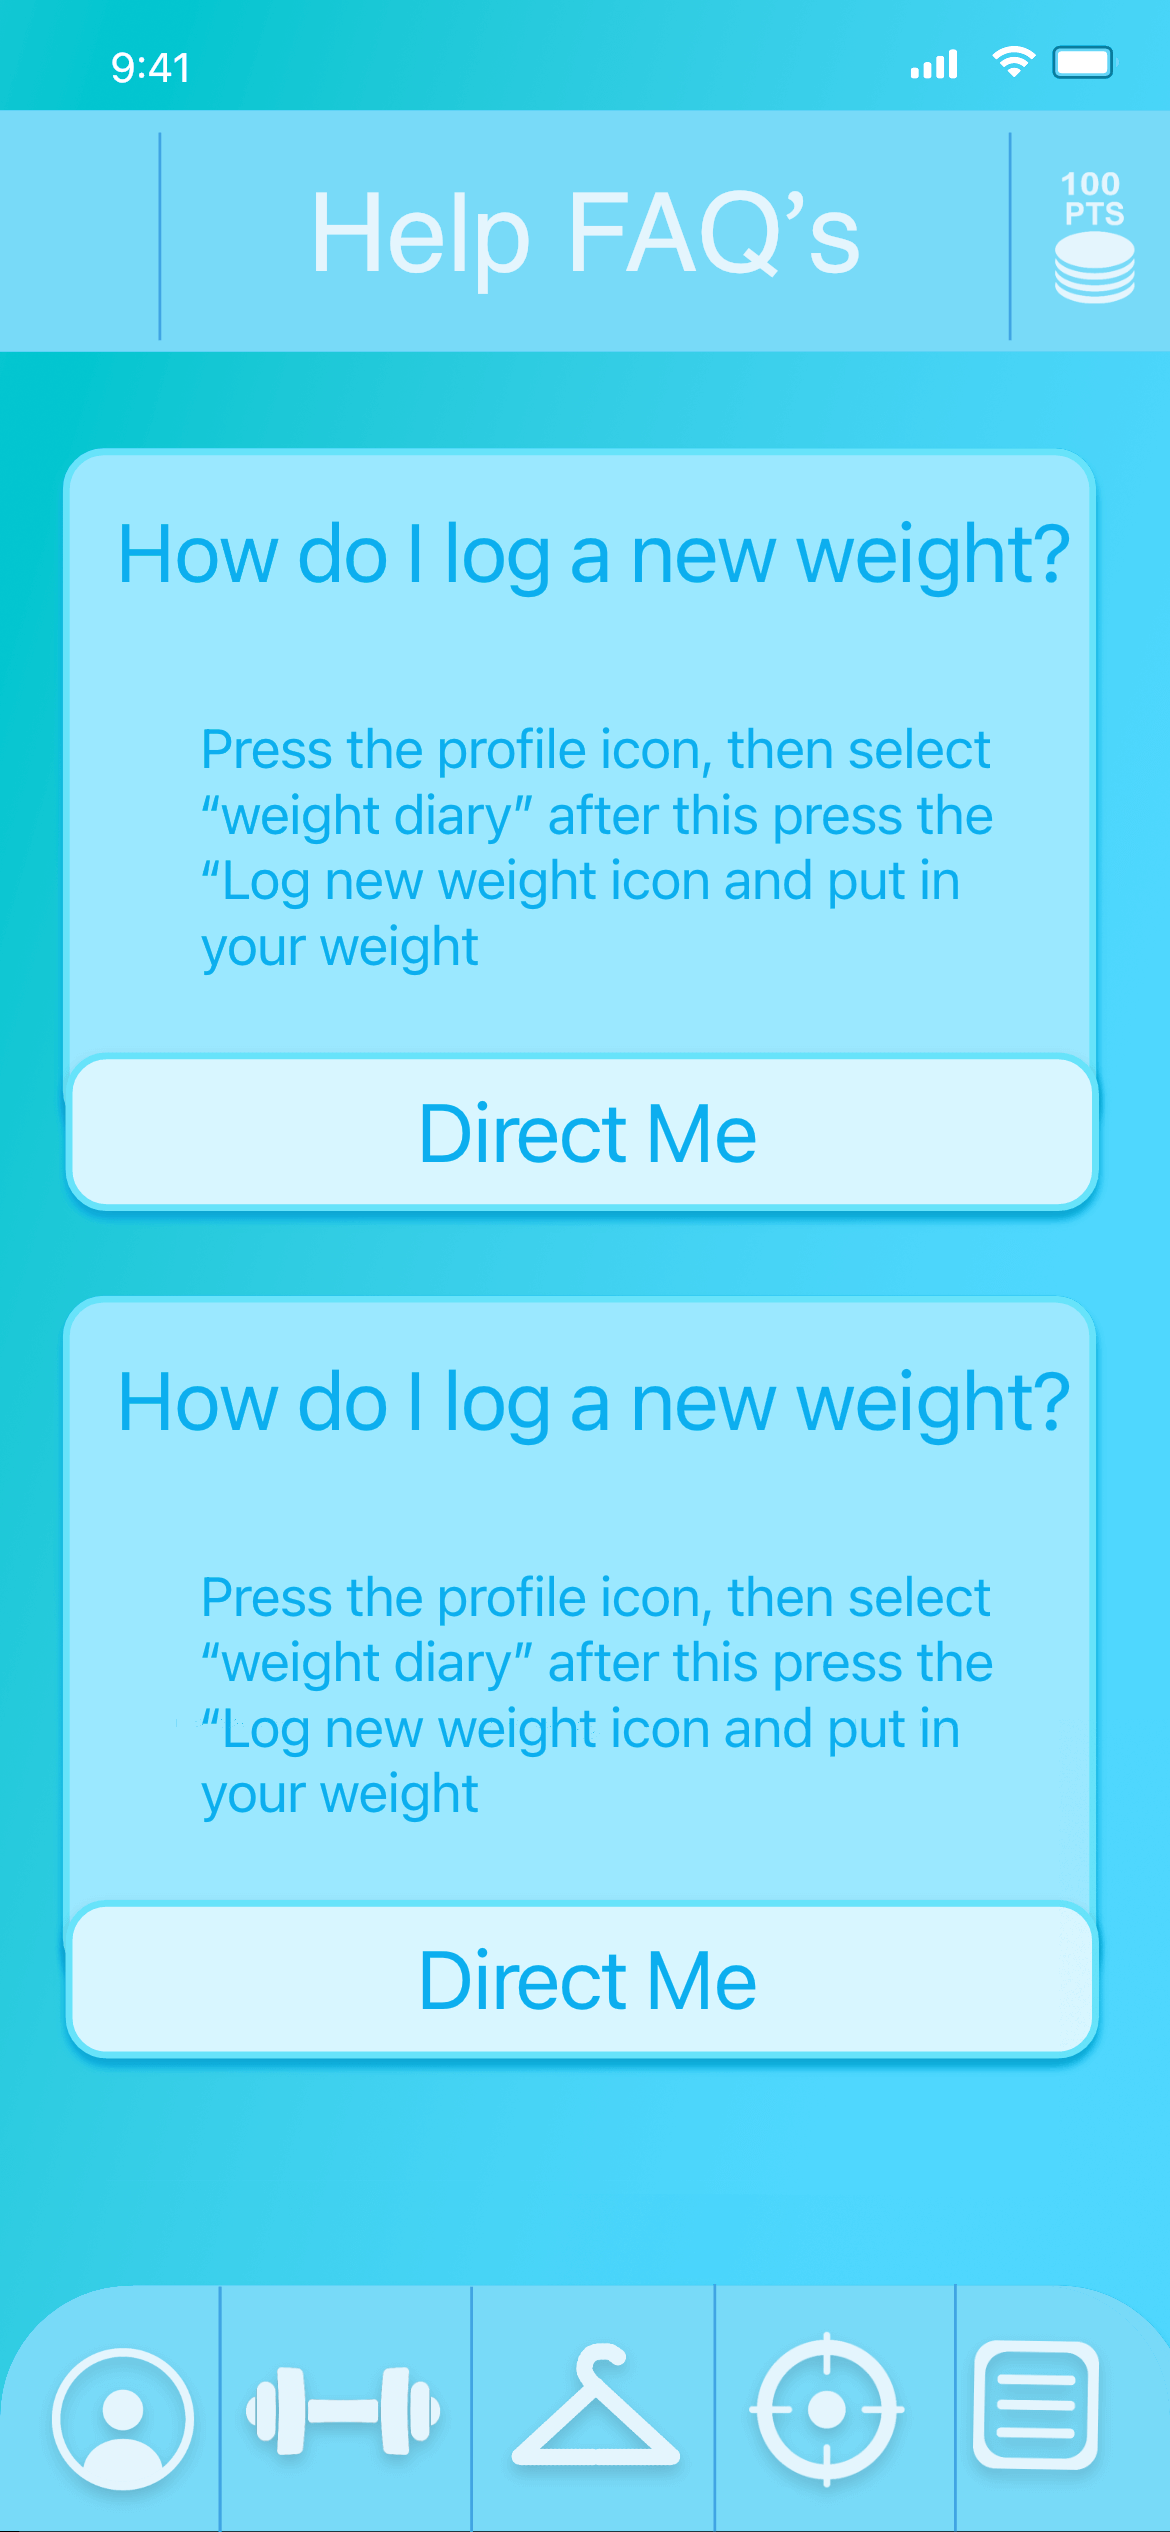 9:41
Help FAQ’s
100
PTS
How do I log a new weight?
Press the profile icon, then select
“weight diary” after this press the
“Log new weight icon and put in
your weight
Direct Me
How do I log a new weight?
Press the profile icon, then select
“weight diary” after this press the
“Log new weight icon and put in
your weight
Direct Me